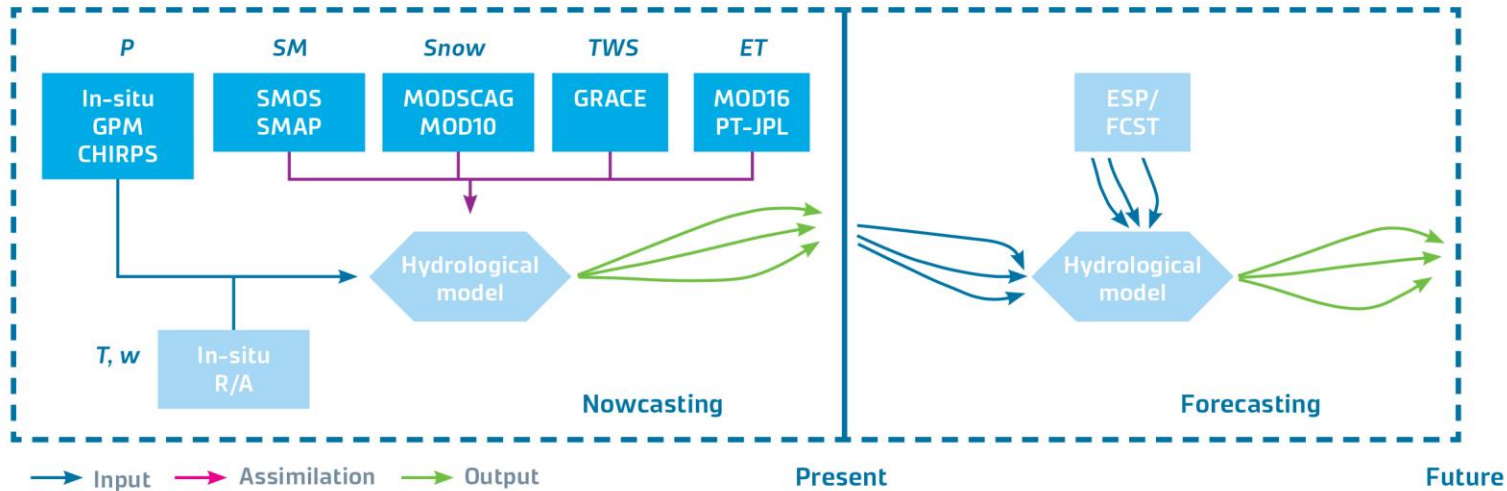 P
SM
Snow
TWS
ET
In-situ
GPM
CHIRPS
SMOS
SMAP
MODSCAG
MOD10
GRACE
MOD16
PT-JPL
ESP/
FCST
Hydrological
model
Hydrological
model
T, w
In-situ
R/A
Nowcasting
Forecasting
Input
Assimilation
Output
Present
Future